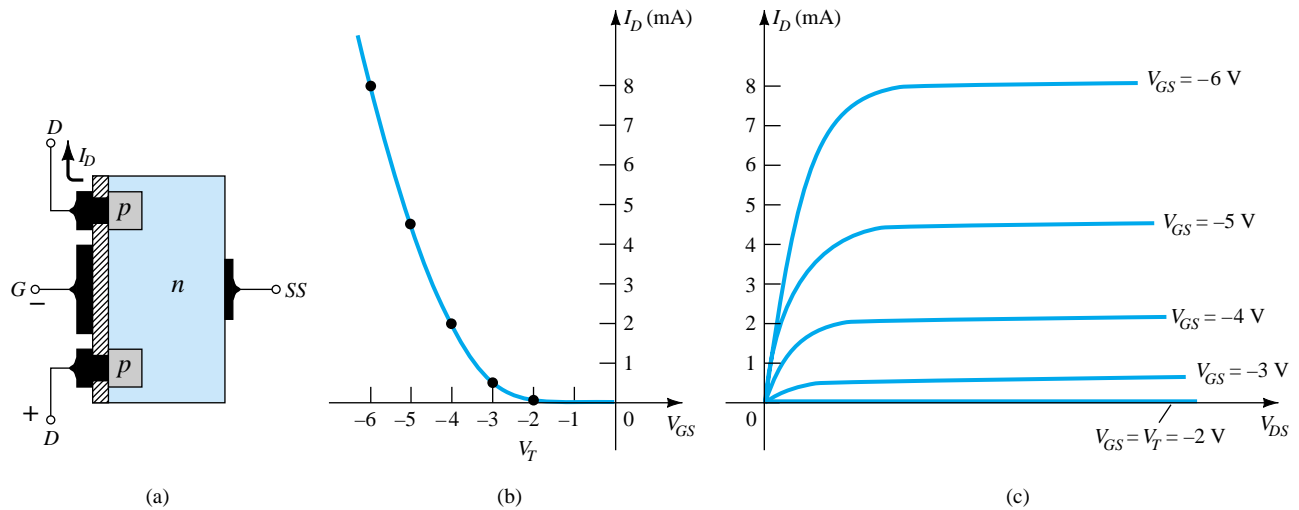 D
I_D
p
G
–
n
SS
p
+
D
(a)
I_D (mA)
8
7
6
5
4
3
2
1
0
–6 –5 –4 –3 –2 –1
V_T
V_GS
(b)
I_D (mA)
8
7
6
5
4
3
2
1
0
V_GS = –6 V
V_GS = –5 V
V_GS = –4 V
V_GS = –3 V
V_GS = V_T = –2 V
V_DS
(c)